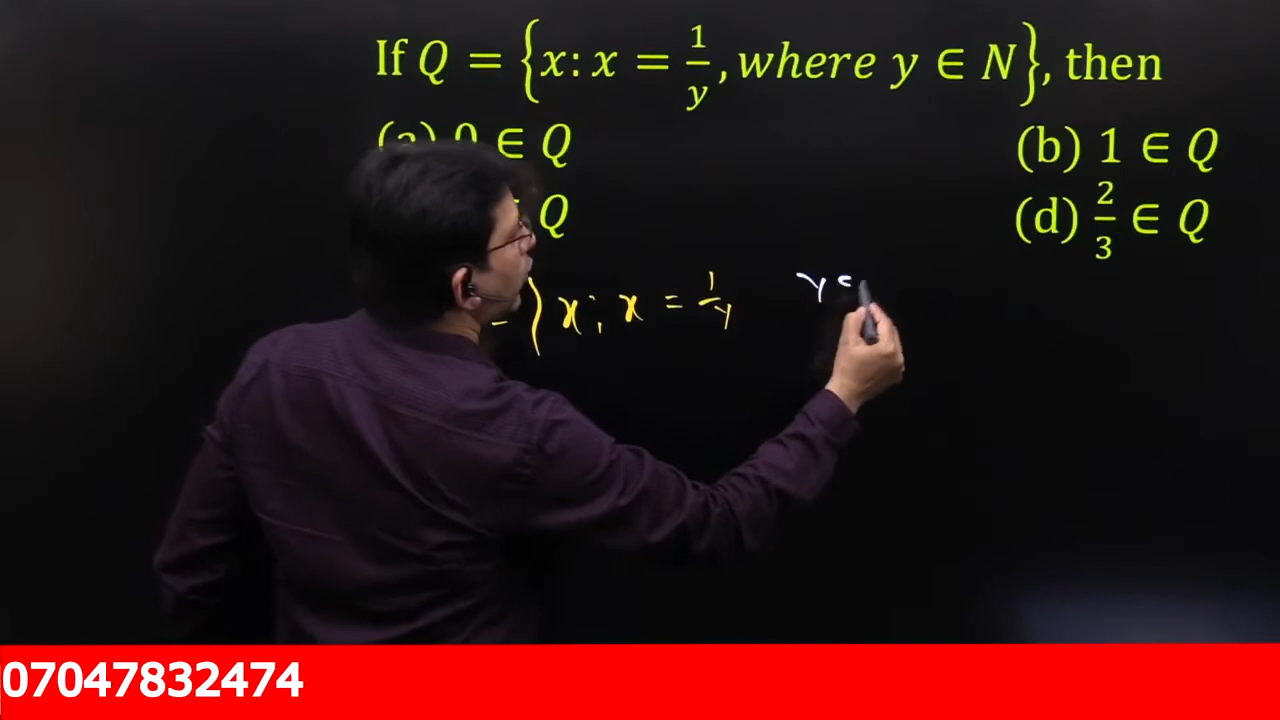 If Q = {x: x = 1/y, where y ∈ N}, then
∈ Q (b) 1 ∈ Q
Q (d) 2/3 ∈ Q
x ; x = 1/y y
07047832474